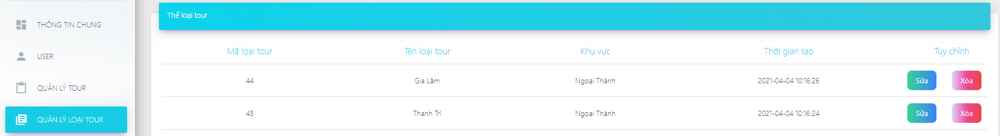 THÔNG TIN CHUNG
USER
QUẢN LÝ TOUR
QUẢN LÝ LOẠI TOUR
Thể loại tour
Mã loại tour Tên loại tour Khu vực Thời gian tạo Tùy chỉnh
44 Gia Lâm Ngoại Thành 2021-04-04 10:16:26 Sửa Xóa
43 Thanh Trì Ngoại Thành 2021-04-04 10:16:24 Sửa Xóa